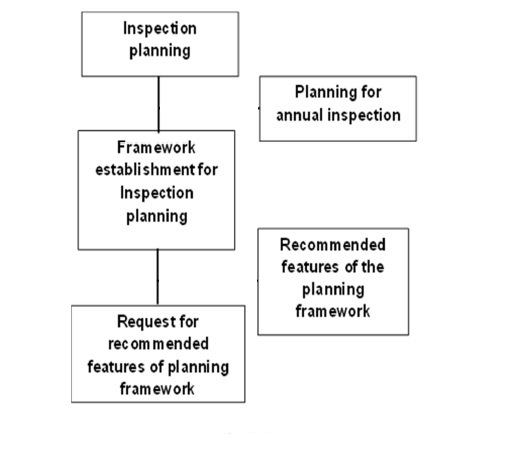 Inspection
planning
Planning for
annual inspection
Framework
establishment for
Inspection
planning
Recommended
features of the
planning
framework
Request for
recommended
features of planning
framework